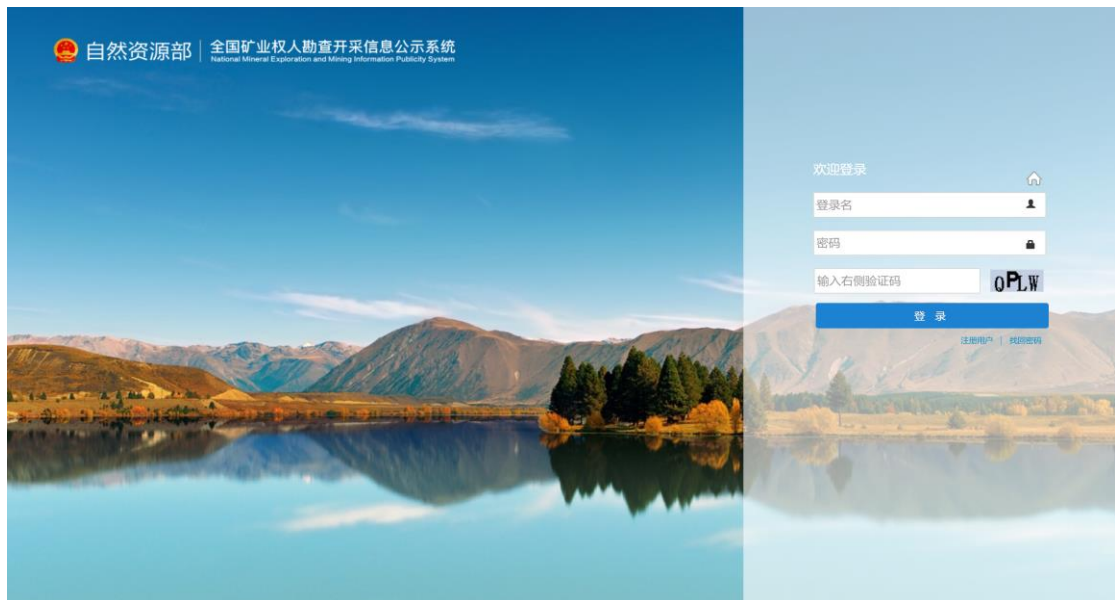 自然资源部
全国矿业权人勘查开采信息公示系统
National Mineral Exploration and Mining Information Publicity System
欢迎登录
登录名
密码
输入右侧验证码
QPLW
登 录
注册用户 | 找回密码